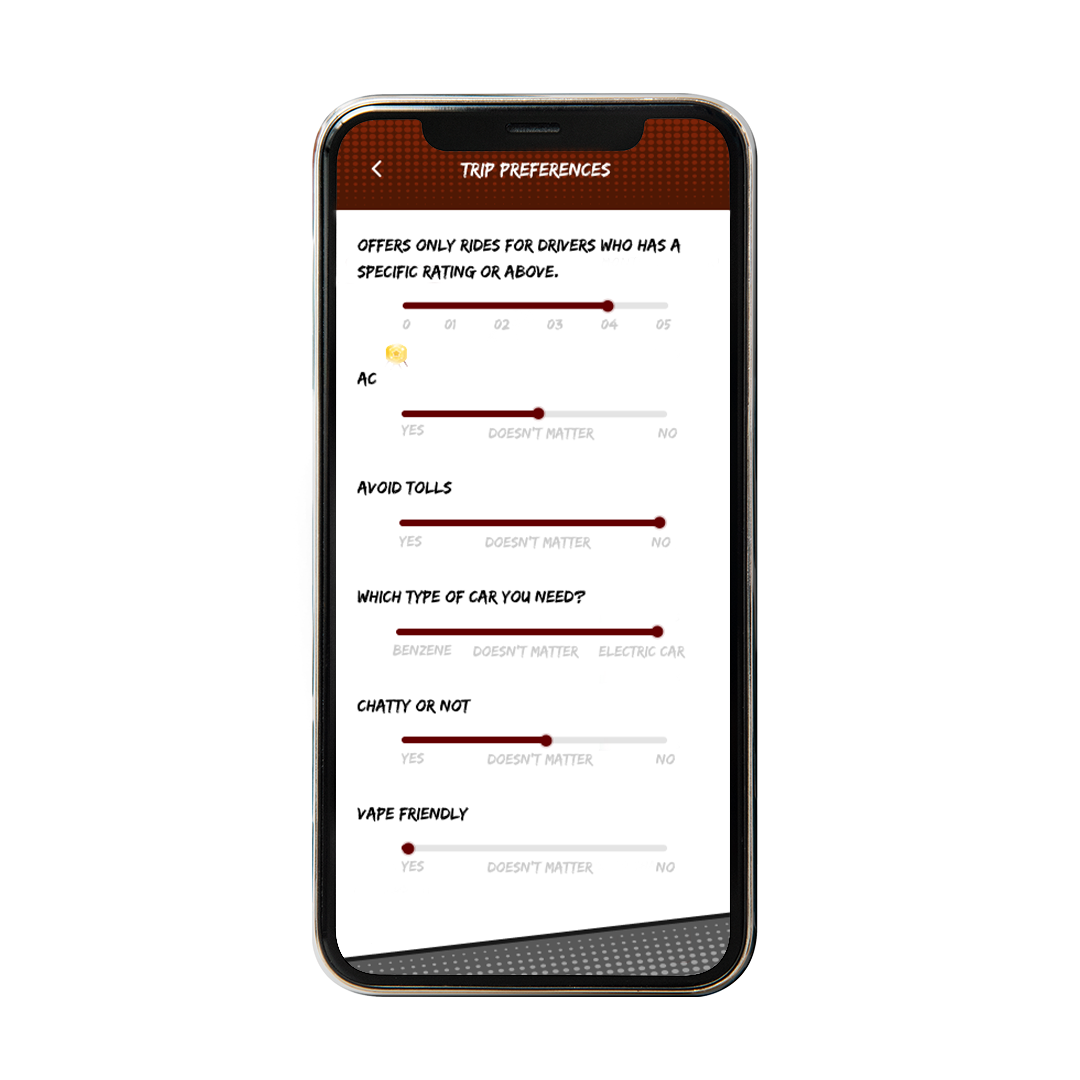 TRIP PREFERENCES
OFFERS ONLY RIDES FOR DRIVERS WHO HAS A
SPECIFIC RATING OR ABOVE.
0 01 02 03 04 05
AC
YES DOESN'T MATTER NO
AVOID TOLLS
YES DOESN'T MATTER NO
WHICH TYPE OF CAR YOU NEED?
BENZENE DOESN'T MATTER ELECTRIC CAR
CHATTY OR NOT
YES DOESN'T MATTER NO
VAPE FRIENDLY
YES DOESN'T MATTER NO